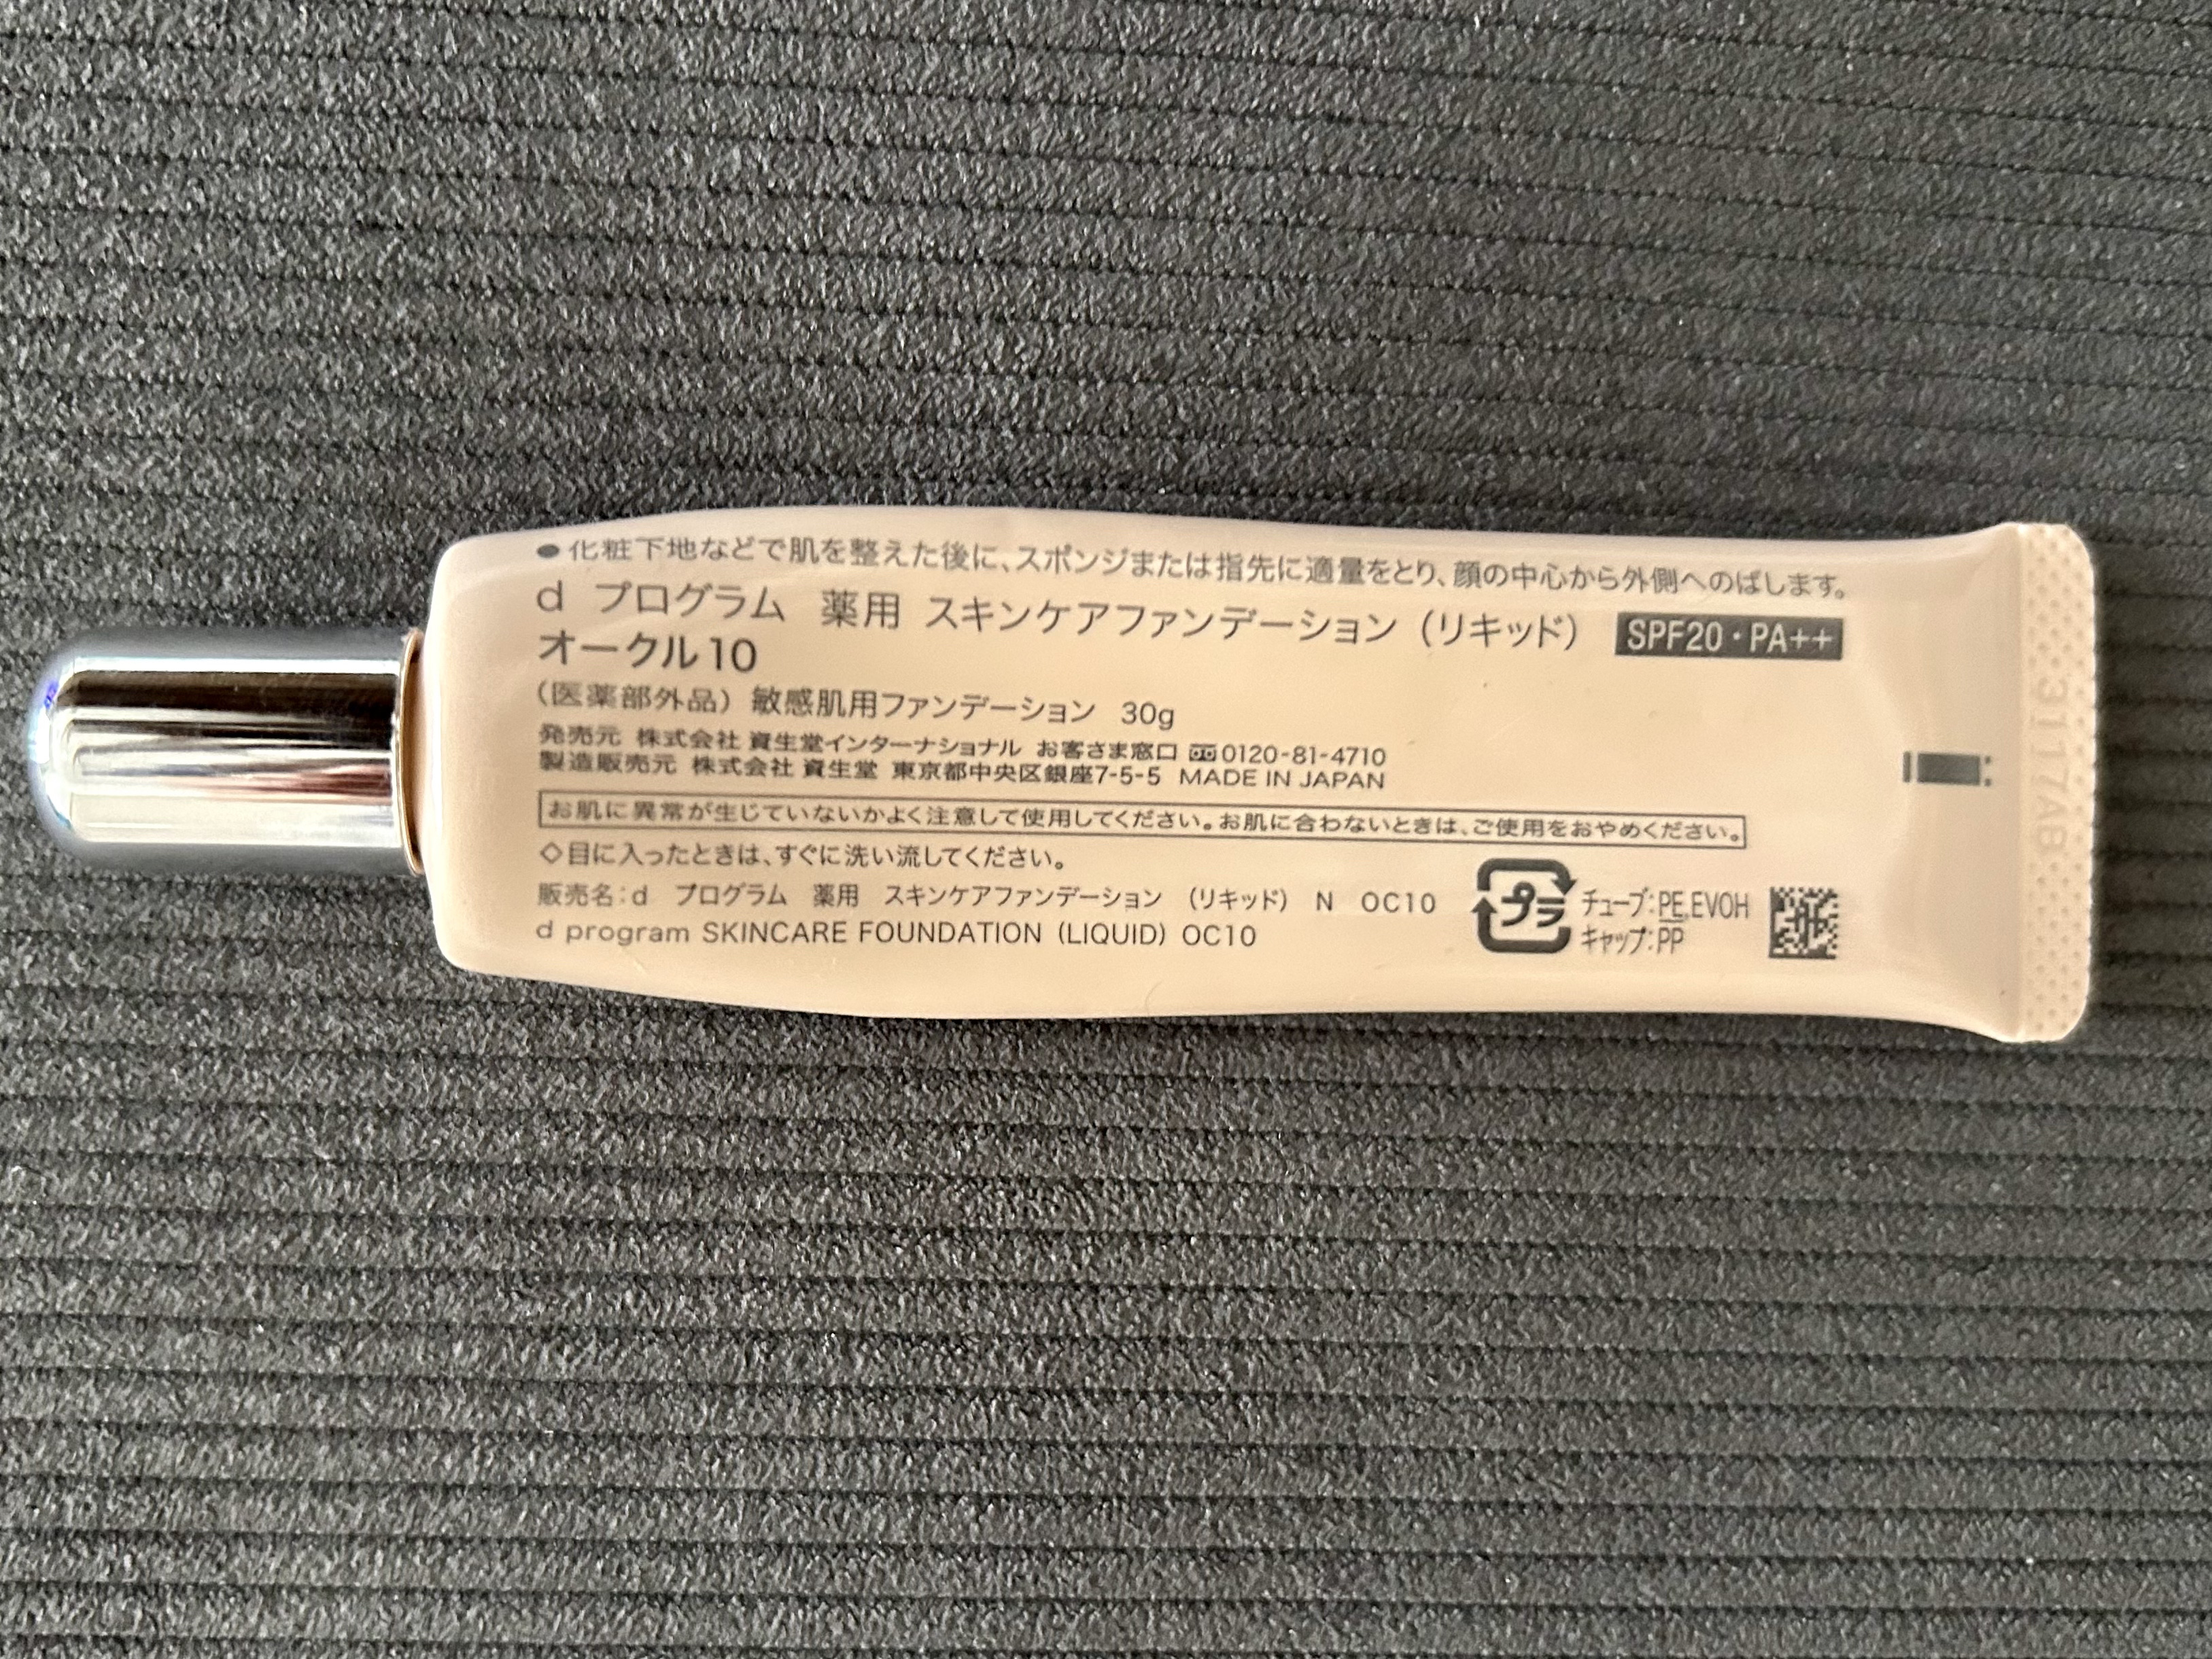 ●化粧下地などで肌を整えた後に、スポンジまたは指先に適量をとり、顔の中心から外側へのばします。
d プログラム 薬用 スキンケアファンデーション（リキッド） SPF20・PA++
オークル10
（医薬部外品）敏感肌用ファンデーション 30g
発売元 株式会社 資生堂インターナショナル お客さま窓口 0120-81-4710
製造販売元 株式会社 資生堂 東京都中央区銀座7-5-5 MADE IN JAPAN
お肌に異常が生じていないかよく注意して使用してください。お肌に合わないときは、ご使用をおやめください。
◇目に入ったときは、すぐに洗い流してください。
販売名：d プログラム 薬用 スキンケアファンデーション （リキッド） N OC10
d program SKINCARE FOUNDATION (LIQUID) OC10
プラ
チューブ：PE,EVOH
キャップ：PP
3117AB